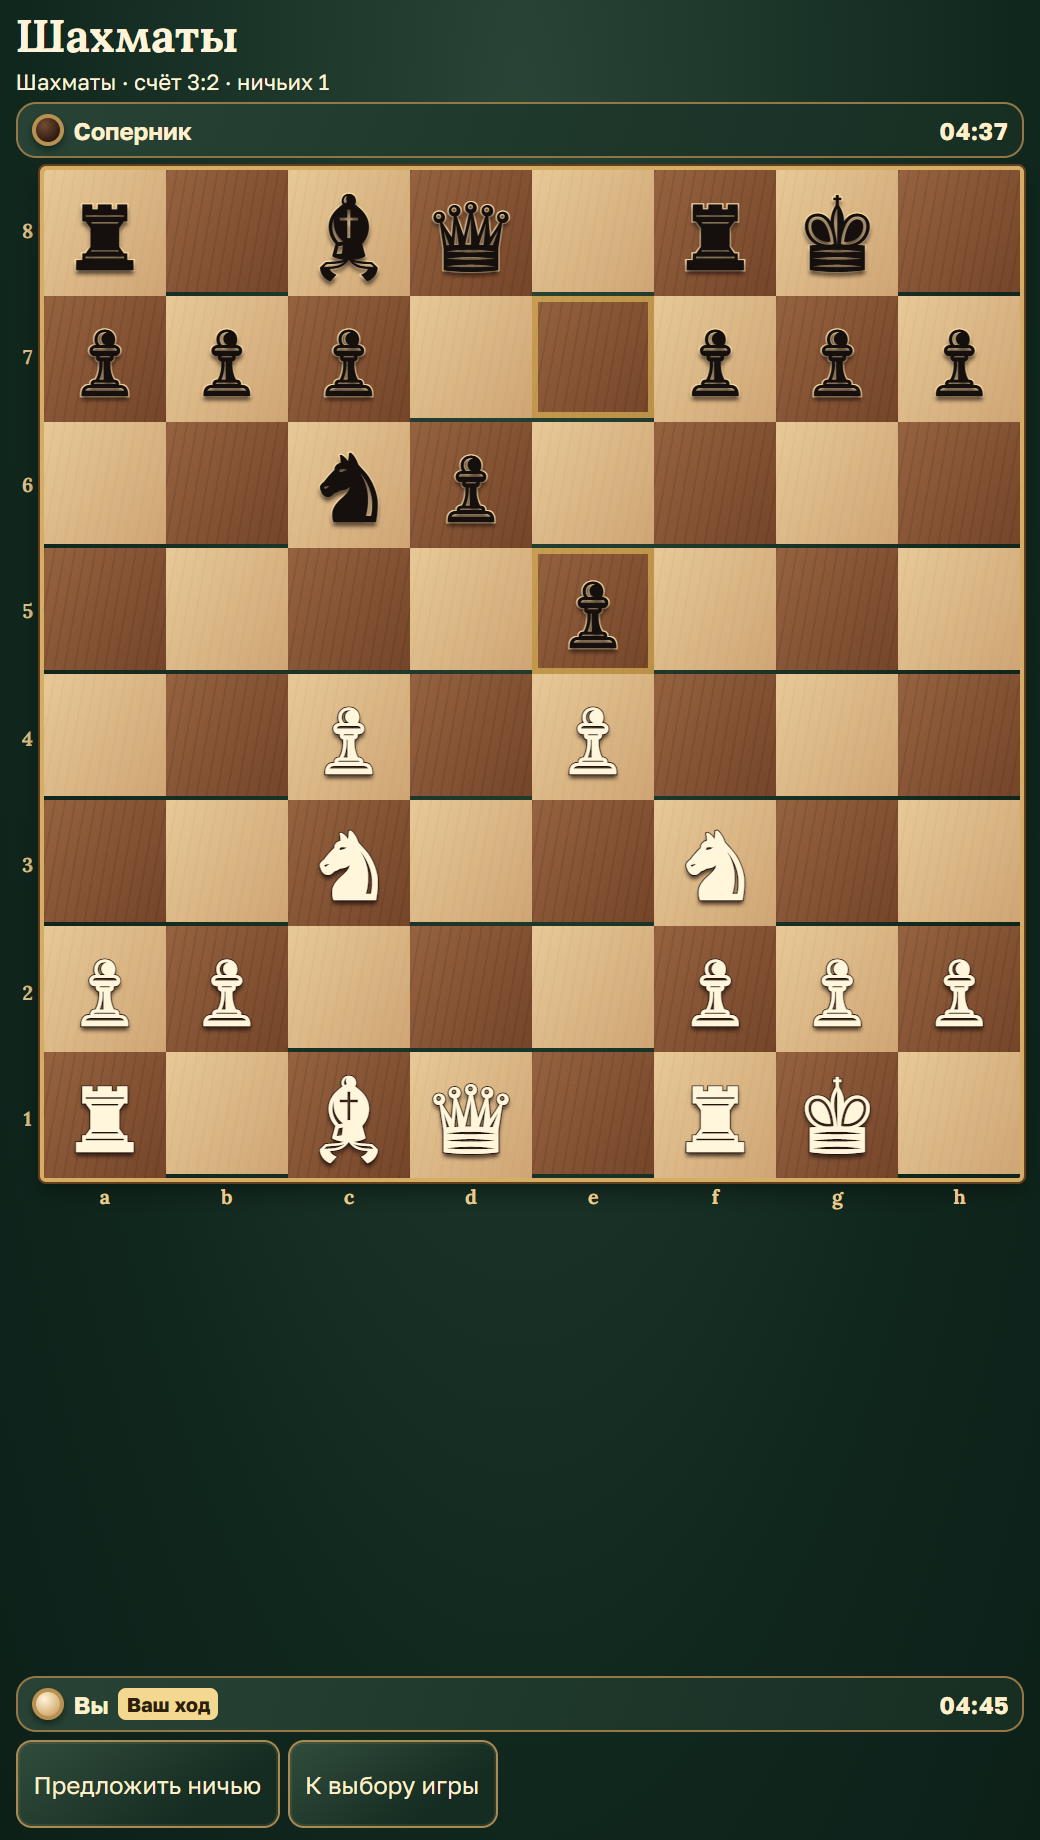 Шахматы
Шахматы · счёт 3:2 · ничьих 1
Соперник 04:37
8
7
6
5
4
3
2
1
a b c d e f g h
Вы Ваш ход 04:45
Предложить ничью К выбору игры